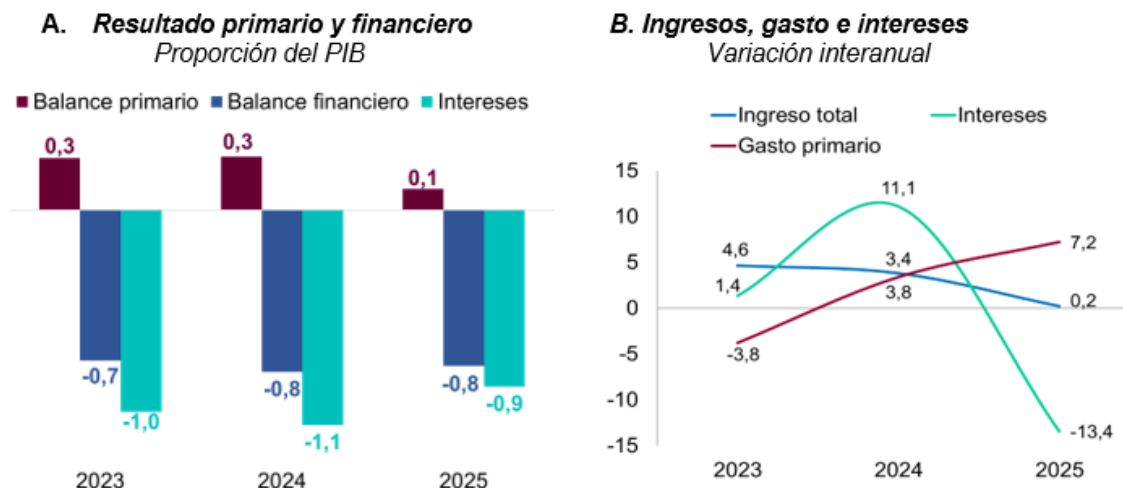 A. Resultado primario y financiero
Proporción del PIB
Balance primario Balance financiero Intereses
0,3 0,3 0,1
-0,7 -0,8 -0,8
-1,0 -1,1 -0,9
2023 2024 2025
B. Ingresos, gasto e intereses
Variación interanual
Ingreso total Intereses
Gasto primario
15
10
5
0
-5
-10
-15
4,6
1,4
-3,8
11,1
3,4
3,8
7,2
0,2
-13,4
2023 2024 2025